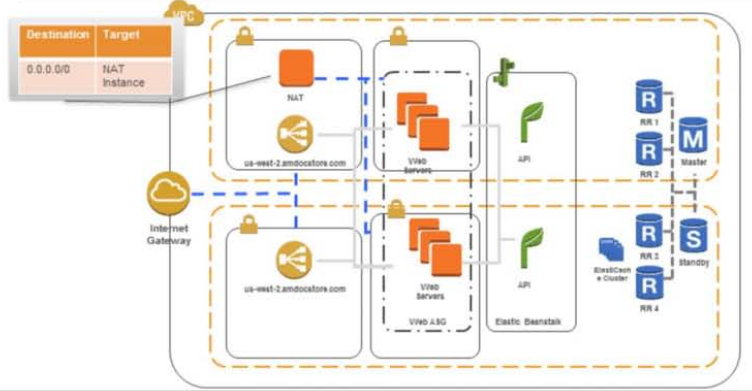 VPC
Destination Target
0.0.0.0/0 NAT
Instance
NAT
us-west-2.amdocstore.com
Web
Servers
API
RR 1
RR 2
M
Master
R
R
Internet
Gateway
us-west-2.amdocstore.com
Web
Servers
Web ASG
API
Elastic Beanstalk
ElastiCach
e Cluster
R
RR 3
S
Standby
R
RR 4